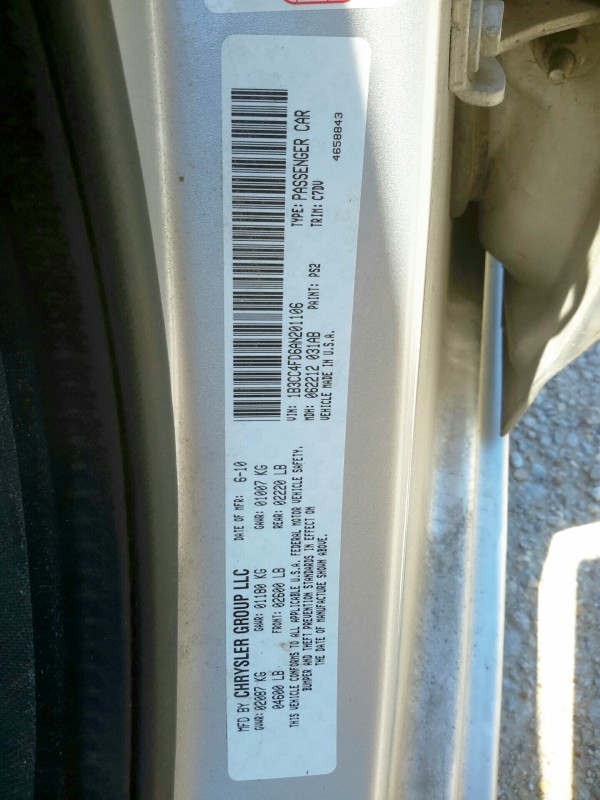 MFD BY CHRYSLER GROUP LLC DATE OF MFR: 6-10
GVWR: 02087 KG GAWR: 01180 KG GAWR: 01007 KG
04600 LB FRONT: 02600 LB REAR: 02220 LB
THIS VEHICLE CONFORMS TO ALL APPLICABLE U.S.A. FEDERAL MOTOR VEHICLE SAFETY,
BUMPER AND THEFT PREVENTION STANDARDS IN EFFECT ON
THE DATE OF MANUFACTURE SHOWN ABOVE.
VIN: 1B3CC4FD6AN201106 TYPE: PASSENGER CAR
MDH: 062212 031AB PAINT: PS2 TRIM: C7DV
VEHICLE MADE IN U.S.A.
4658843